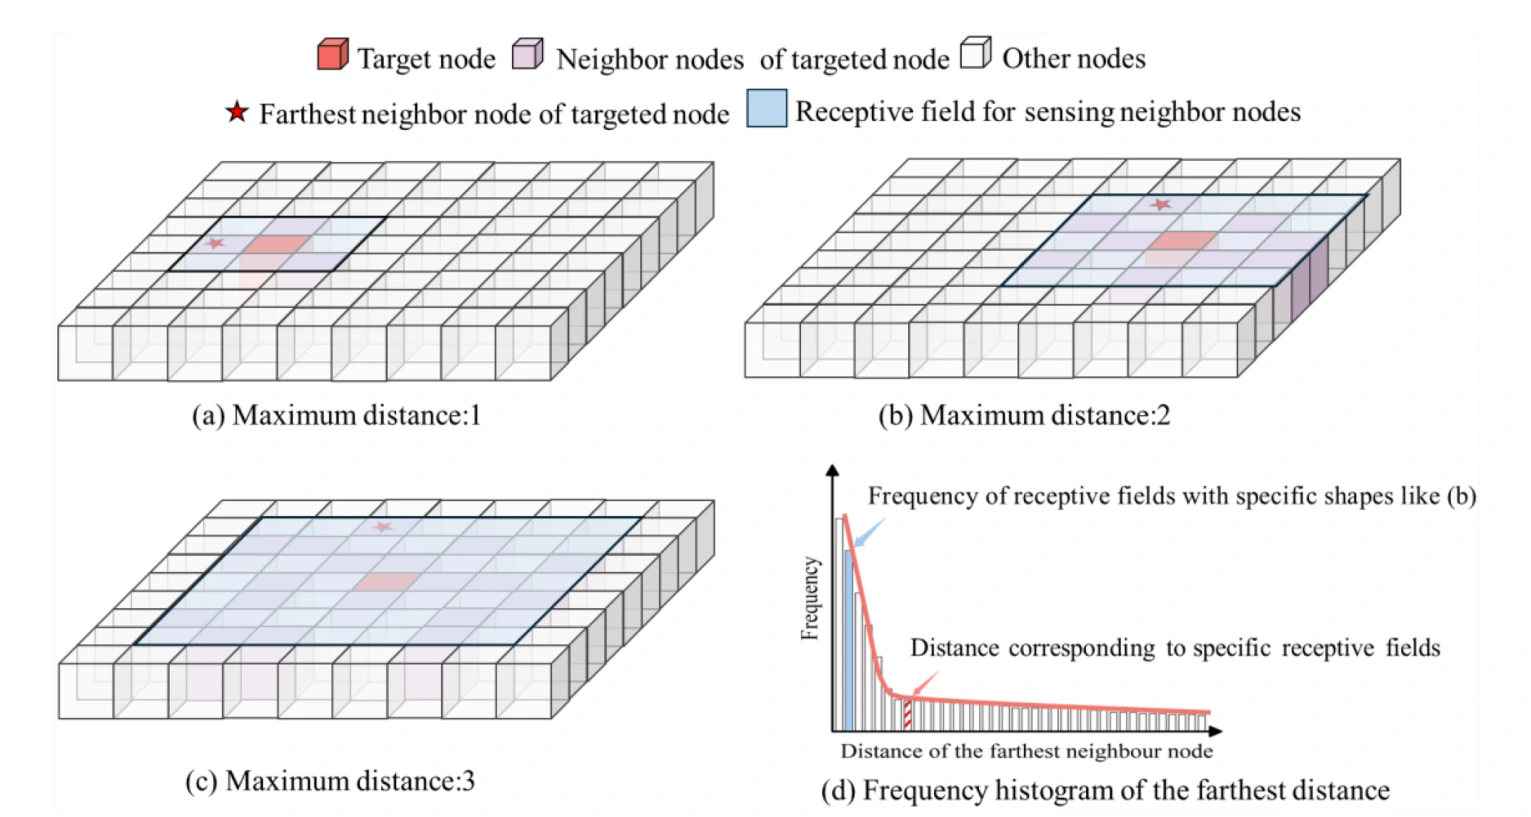 Target node Neighbor nodes of targeted node Other nodes
Farthest neighbor node of targeted node Receptive field for sensing neighbor nodes
(a) Maximum distance:1
(b) Maximum distance:2
(c) Maximum distance:3
Frequency of receptive fields with specific shapes like (b)
Frequency
Distance corresponding to specific receptive fields
Distance of the farthest neighbour node
(d) Frequency histogram of the farthest distance